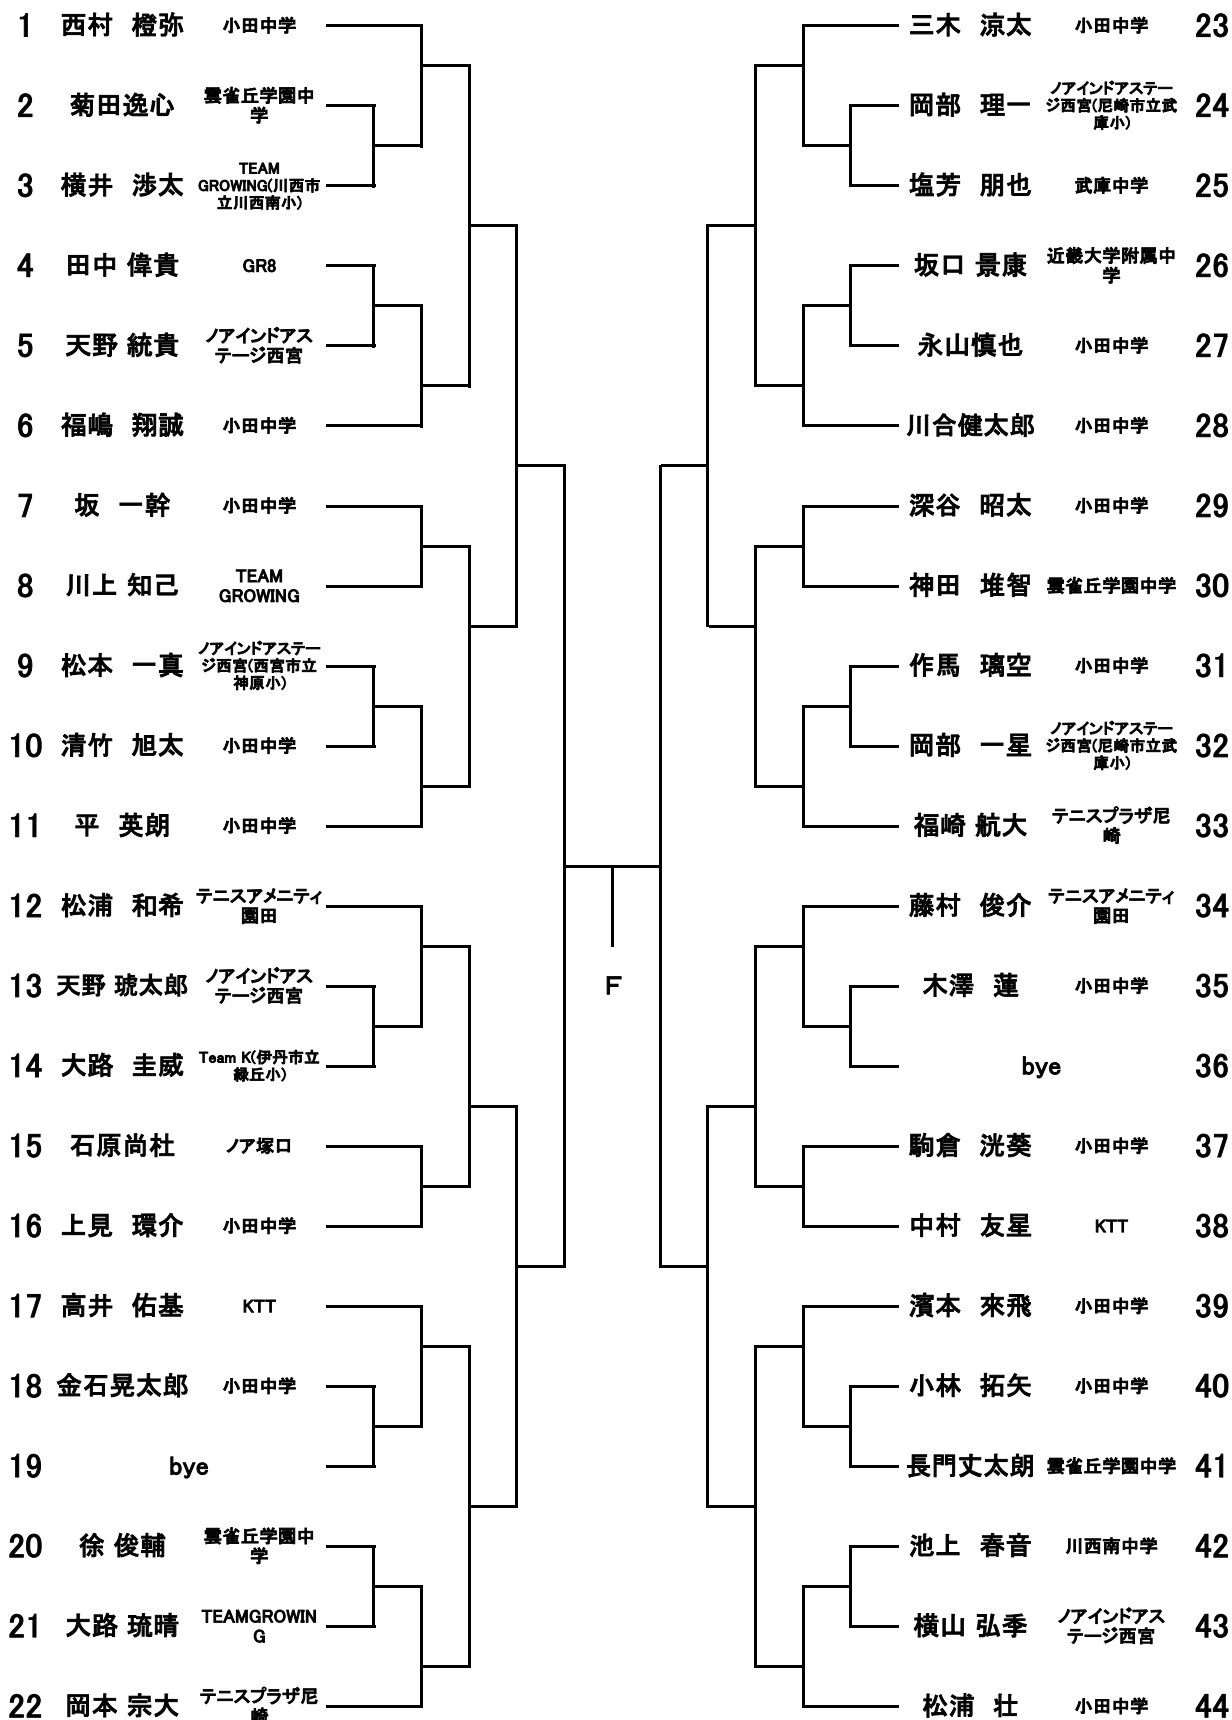 1 西村 橙弥 小田中学
2 菊田逸心 雲雀丘学園中
学
3 横井 渉太 TEAM
GROWING(川西市
立川西南小)
4 田中 偉貴 GR8
5 天野 統貴 ノアインドアス
テージ西宮
6 福嶋 翔誠 小田中学
7 坂 一幹 小田中学
8 川上 知己 TEAM
GROWING
9 松本 一真 ノアインドアステー
ジ西宮(西宮市立
神原小)
10 清竹 旭太 小田中学
11 平 英朗 小田中学
12 松浦 和希 テニスアメニティ
園田
13 天野 琥太郎 ノアインドアス
テージ西宮
14 大路 圭威 Team K(伊丹市立
緑丘小)
15 石原尚杜 ノア塚口
16 上見 環介 小田中学
17 高井 佑基 KTT
18 金石晃太郎 小田中学
19 bye
20 徐 俊輔 雲雀丘学園中
学
21 大路 琉晴 TEAMGROWIN
G
22 岡本 宗大 テニスプラザ尼
崎
F
三木 涼太 小田中学 23
岡部 理一 ノアインドアステー
ジ西宮(尼崎市立武
庫小) 24
塩芳 朋也 武庫中学 25
坂口 景康 近畿大学附属中
学 26
永山慎也 小田中学 27
川合健太郎 小田中学 28
深谷 昭太 小田中学 29
神田 堆智 雲雀丘学園中学 30
作馬 璃空 小田中学 31
岡部 一星 ノアインドアステー
ジ西宮(尼崎市立武
庫小) 32
福崎 航大 テニスプラザ尼
崎 33
藤村 俊介 テニスアメニティ
園田 34
木澤 蓮 小田中学 35
bye 36
駒倉 洸葵 小田中学 37
中村 友星 KTT 38
濱本 來飛 小田中学 39
小林 拓矢 小田中学 40
長門丈太朗 雲雀丘学園中学 41
池上 春音 川西南中学 42
横山 弘季 ノアインドアス
テージ西宮 43
松浦 壮 小田中学 44